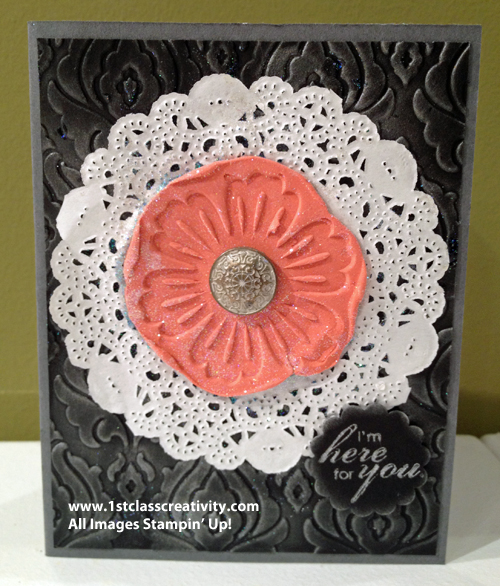 I'm
here
for you.
www.1stclasscreativity.com
All Images Stampin' Up!